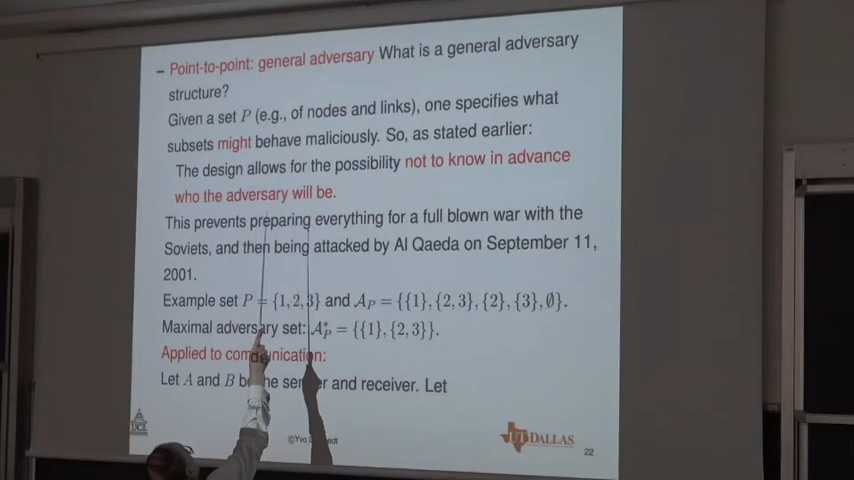 – Point-to-point: general adversary What is a general adversary
structure?
Given a set P (e.g., of nodes and links), one specifies what
subsets might behave maliciously. So, as stated earlier:
The design allows for the possibility not to know in advance
who the adversary will be.
This prevents preparing everything for a full blown war with the
Soviets, and then being attacked by Al Qaeda on September 11,
2001.
Example set P = {1, 2, 3} and 𝒜_P = {{1}, {2, 3}, {2}, {3}, ∅}.
Maximal adversary set: 𝒜*_P = {{1}, {2, 3}}.
Applied to communication:
Let A and B be the sender and receiver. Let
UCL
©Yvo
UT DALLAS
22